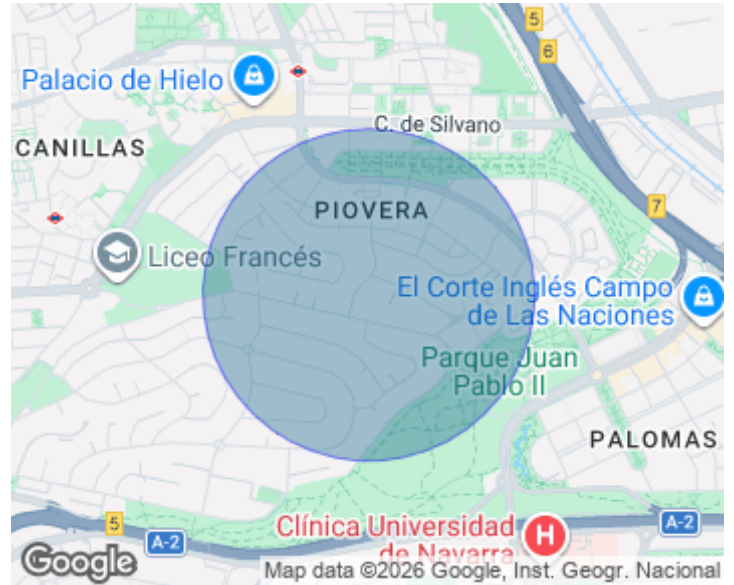 5
6
Palacio de Hielo
C. de Silvano
CANILLAS
PIOVERA
7
Liceo Francés
El Corte Inglés Campo
de Las Naciones
Parque Juan
Pablo II
PALOMAS
5
A-2
Clínica Universidad
de Navarra
H
A-2
Google
Map data ©2026 Google, Inst. Geogr. Nacional